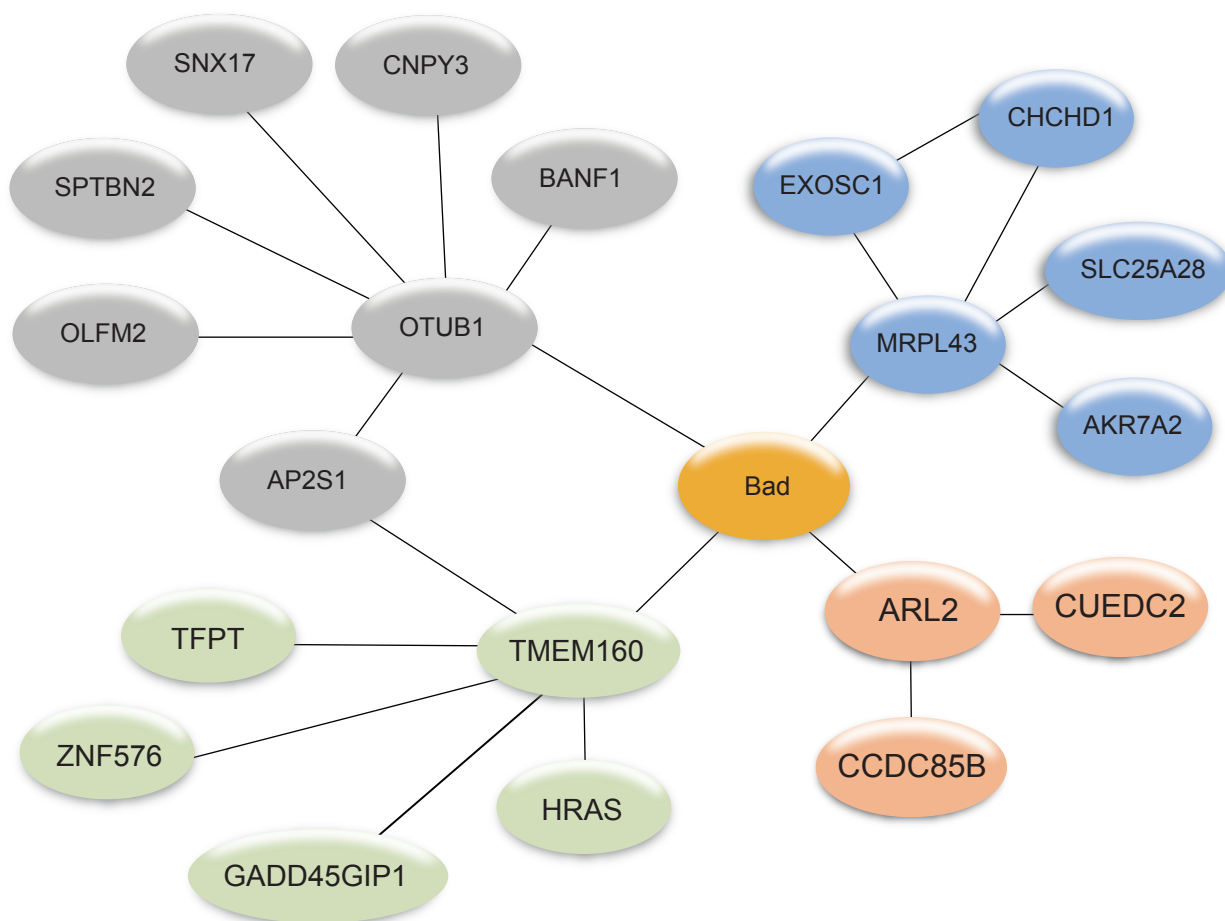 SNX17
CNPY3
CHCHD1
SPTBN2
BANF1
EXOSC1
SLC25A28
OLFM2
OTUB1
MRPL43
AKR7A2
AP2S1
Bad
ARL2
CUEDC2
TFPT
TMEM160
ZNF576
CCDC85B
HRAS
GADD45GIP1